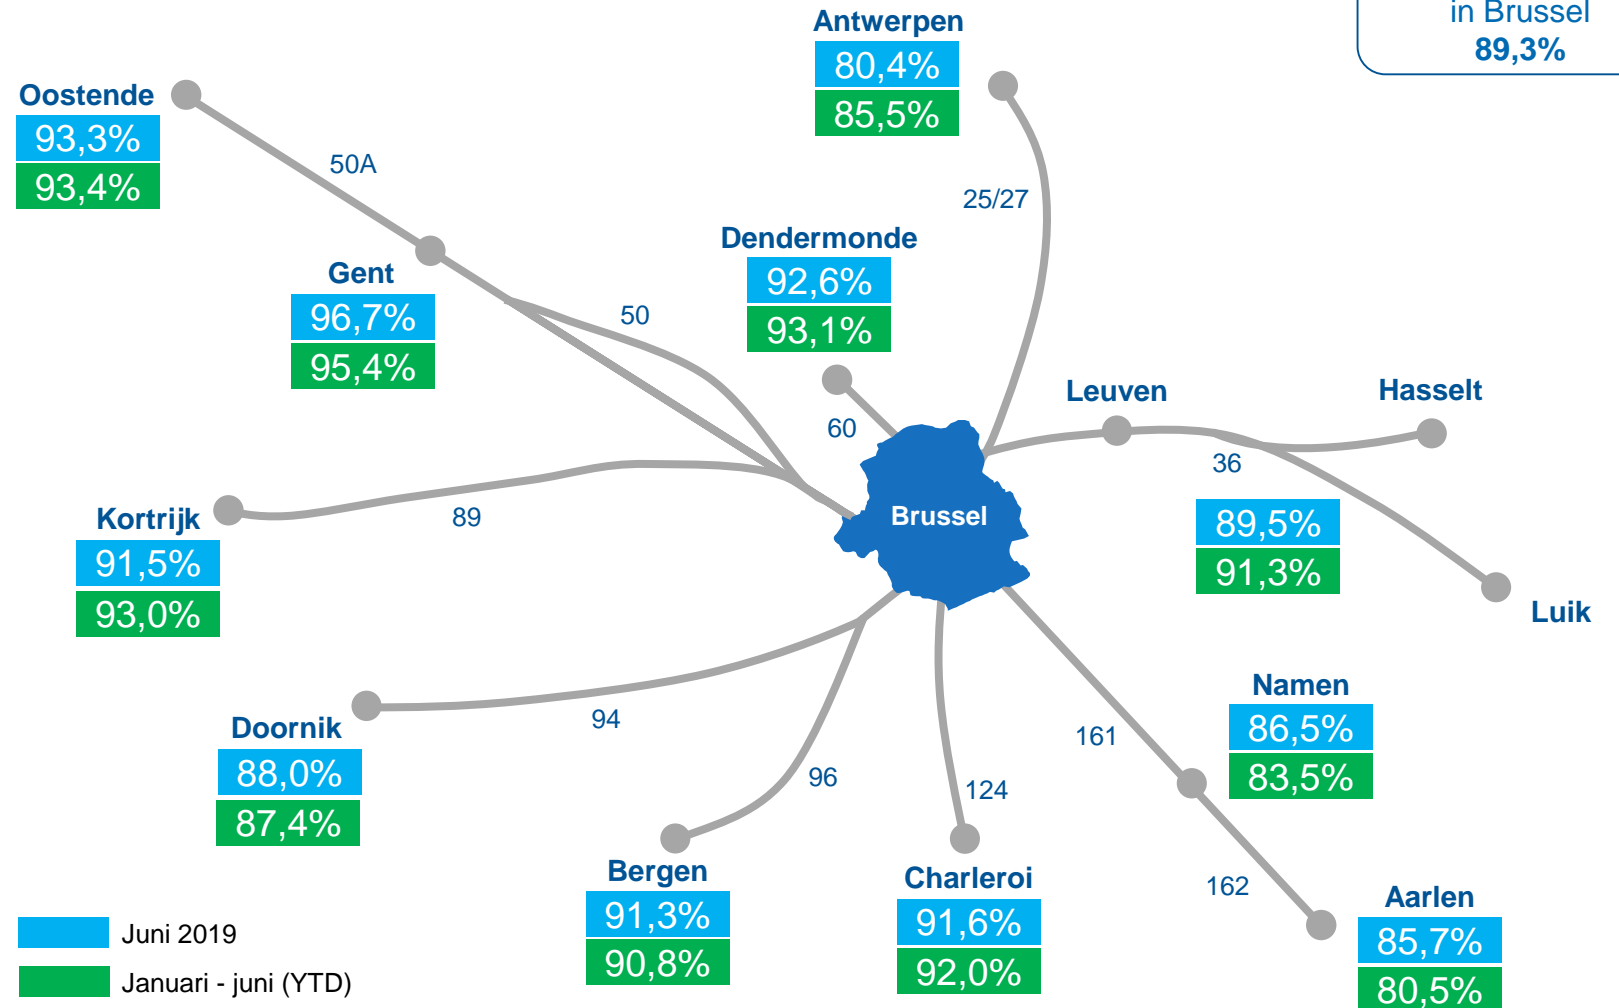 in Brussel
89,3%
Antwerpen
80,4%
85,5%
Oostende
93,3%
93,4%
50A
25/27
Dendermonde
92,6%
93,1%
Gent
96,7%
95,4%
50
60
Leuven
Hasselt
36
89,5%
91,3%
Luik
Brussel
Kortrijk
91,5%
93,0%
89
Doornik
88,0%
87,4%
94
96
Bergen
91,3%
90,8%
124
Charleroi
91,6%
92,0%
161
Namen
86,5%
83,5%
162
Aarlen
85,7%
80,5%
Juni 2019
Januari - juni (YTD)